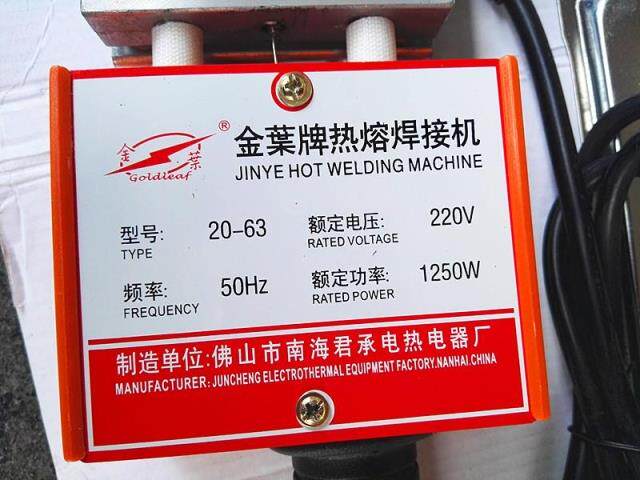 金葉
Goldleaf
®
金葉牌热熔焊接机
JINYE HOT WELDING MACHINE
型号: 20-63 额定电压: 220V
TYPE RATED VOLTAGE
频率: 50Hz 额定功率: 1250W
FREQUENCY RATED POWER
制造单位:佛山市南海君承电热电器厂
MANUFACTURER: JUNCHENG ELECTROTHERMAL EQUIPMENT FACTORY.NANHAI.CHINA